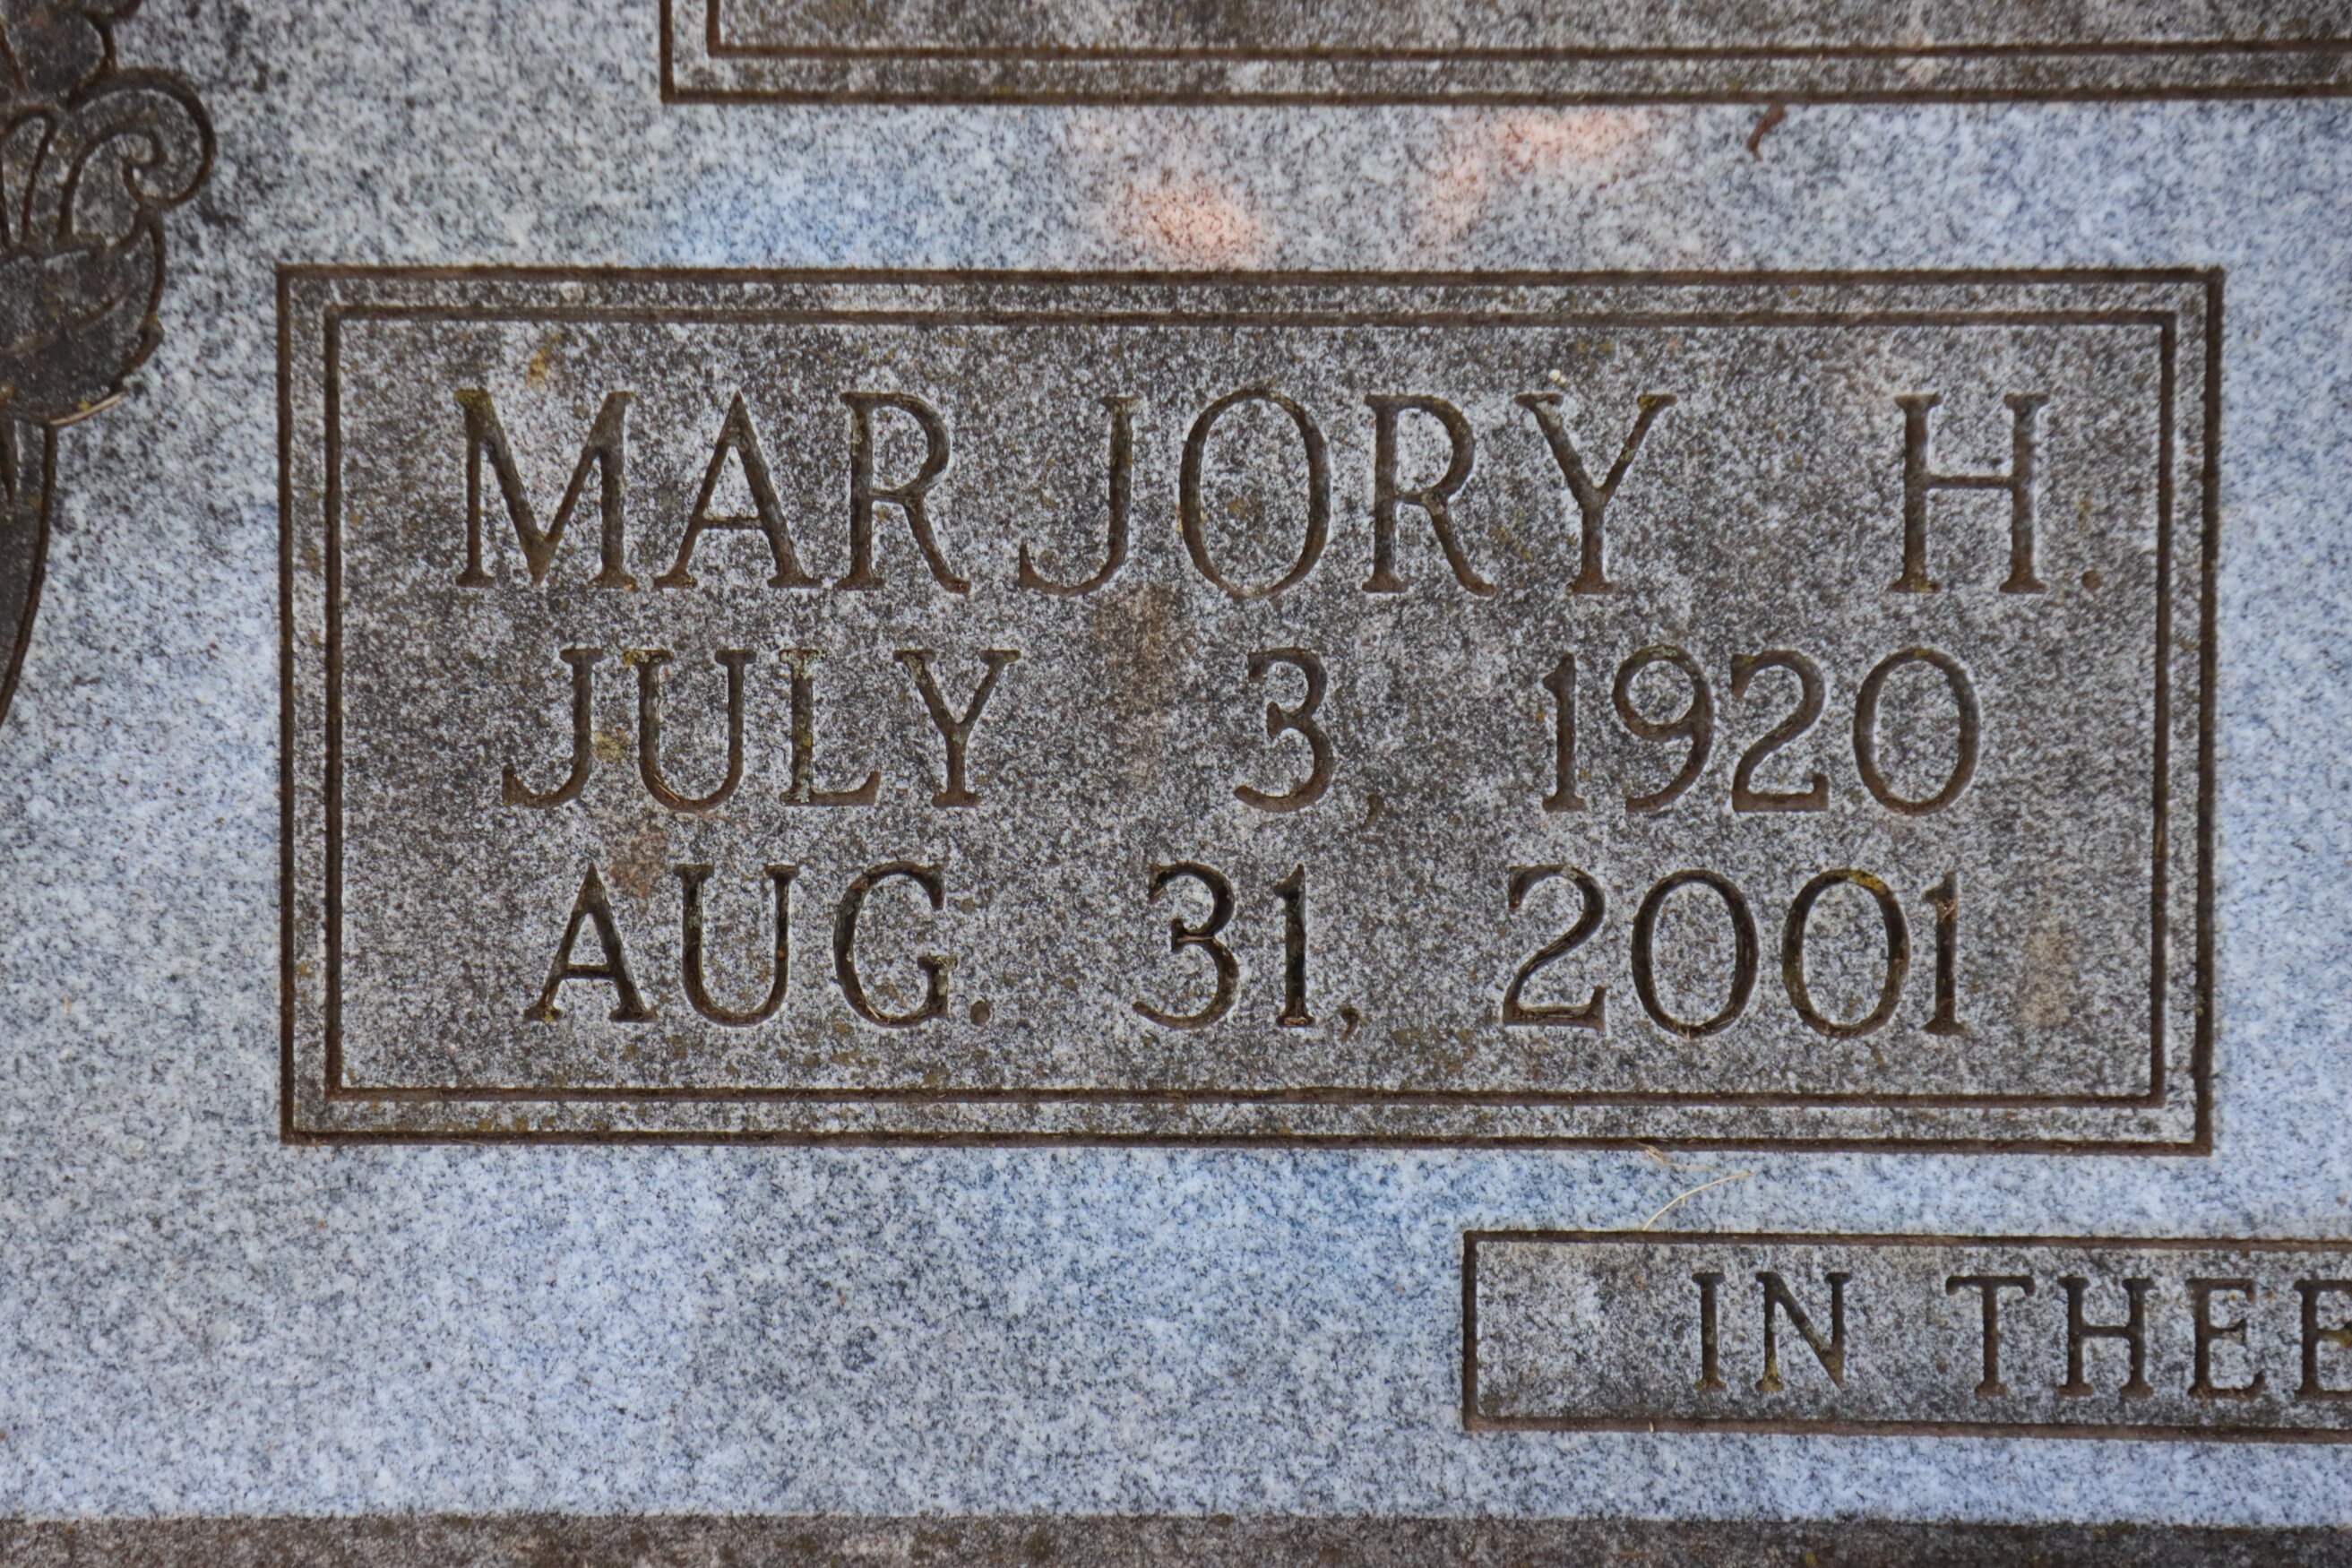 MARJORY H.
JULY 3, 1920
AUG. 31, 2001
IN THEE